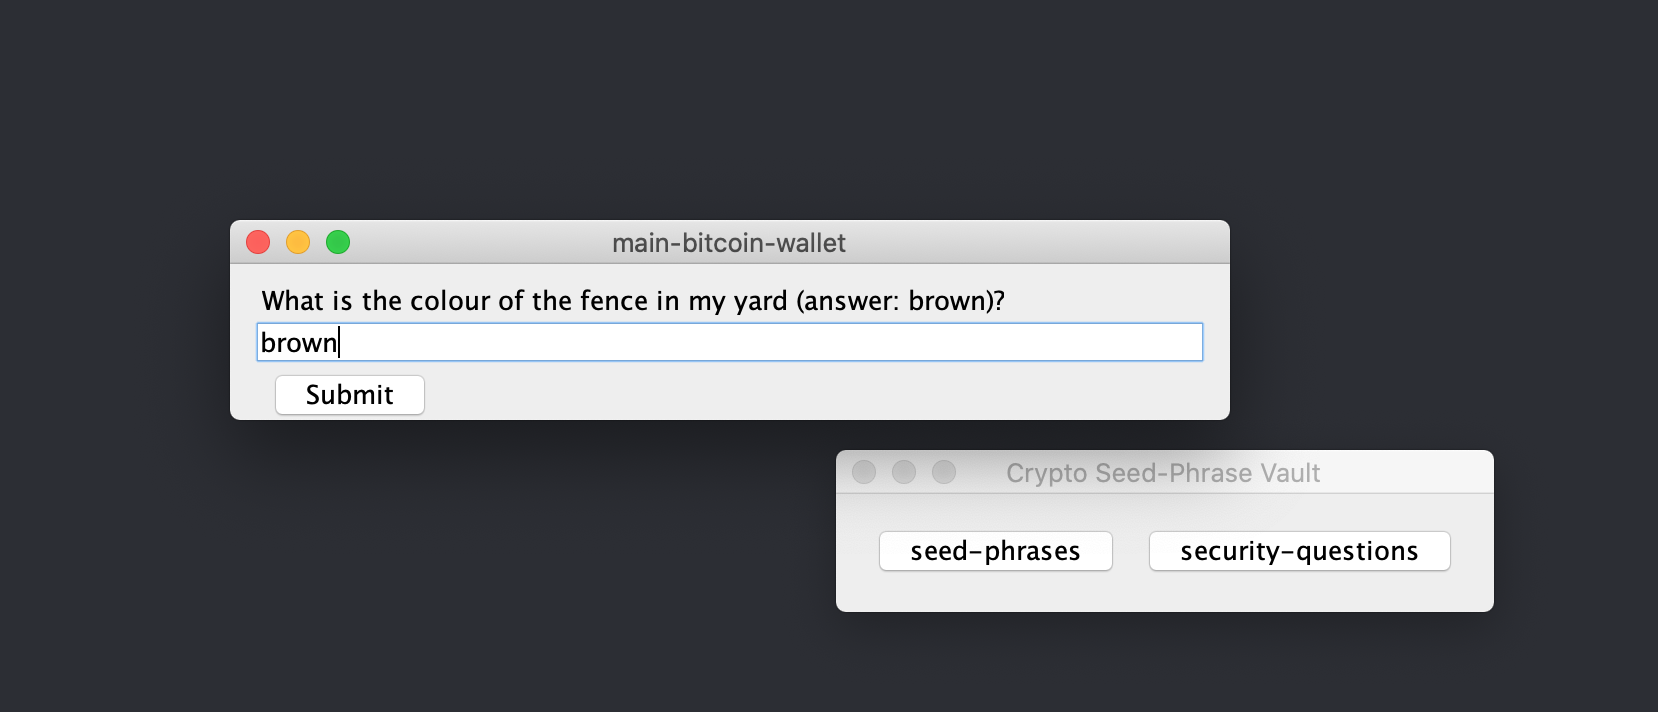 main-bitcoin-wallet
What is the colour of the fence in my yard (answer: brown)?
brown
Submit
Crypto Seed-Phrase Vault
seed-phrases security-questions